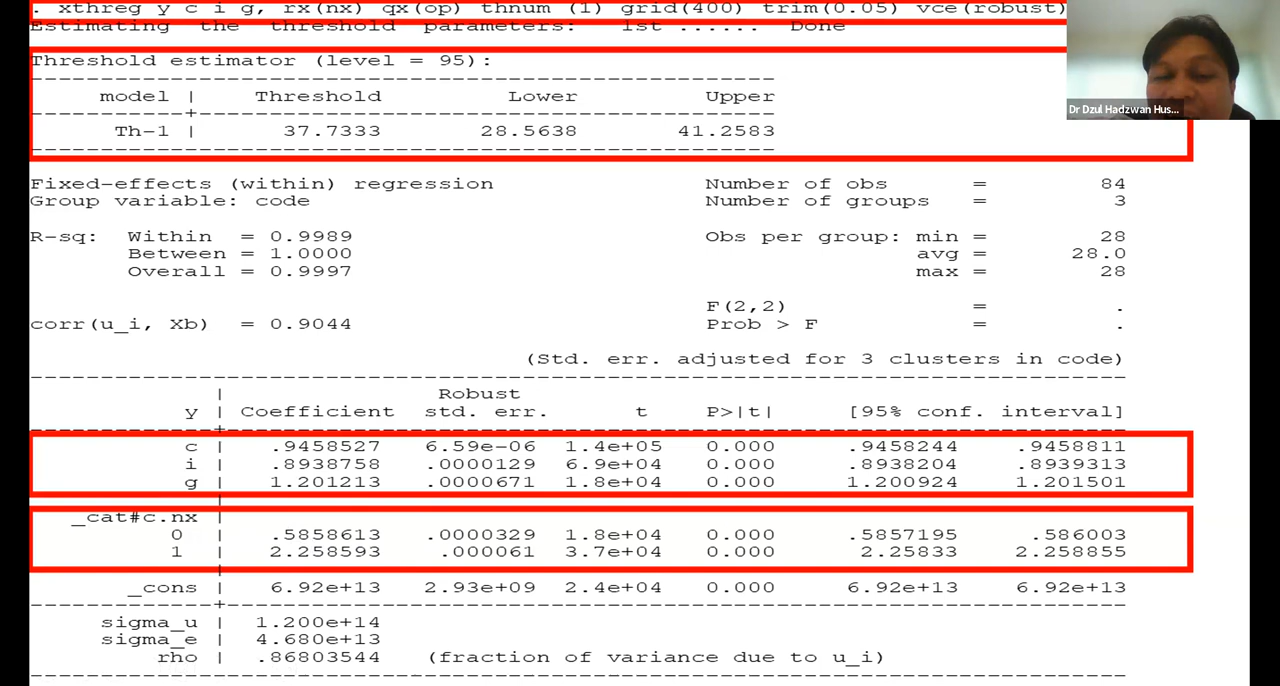 . xthreg y c i g, rx(nx) qx(op) thnum (1) grid(400) trim(0.05) vce(robust)
Estimating the threshold parameters: 1st ...... Done
Threshold estimator (level = 95):
model | Threshold Lower Upper
Th-1 | 37.7333 28.5638 41.2583
Dr Dzul Hadzwan Hus...
Fixed-effects (within) regression Number of obs = 84
Group variable: code Number of groups = 3
R-sq: Within = 0.9989 Obs per group: min = 28
Between = 1.0000 avg = 28.0
Overall = 0.9997 max = 28
F(2,2) = .
corr(u_i, Xb) = 0.9044 Prob > F = .
(Std. err. adjusted for 3 clusters in code)
| Robust
y | Coefficient std. err. t P>|t| [95% conf. interval]
c | .9458527 6.59e-06 1.4e+05 0.000 .9458244 .9458811
i | .8938758 .0000129 6.9e+04 0.000 .8938204 .8939313
g | 1.201213 .0000671 1.8e+04 0.000 1.200924 1.201501
_cat#c.nx |
0 | .5858613 .0000329 1.8e+04 0.000 .5857195 .586003
1 | 2.258593 .000061 3.7e+04 0.000 2.25833 2.258855
_cons | 6.92e+13 2.93e+09 2.4e+04 0.000 6.92e+13 6.92e+13
sigma_u | 1.200e+14
sigma_e | 4.680e+13
rho | .86803544 (fraction of variance due to u_i)